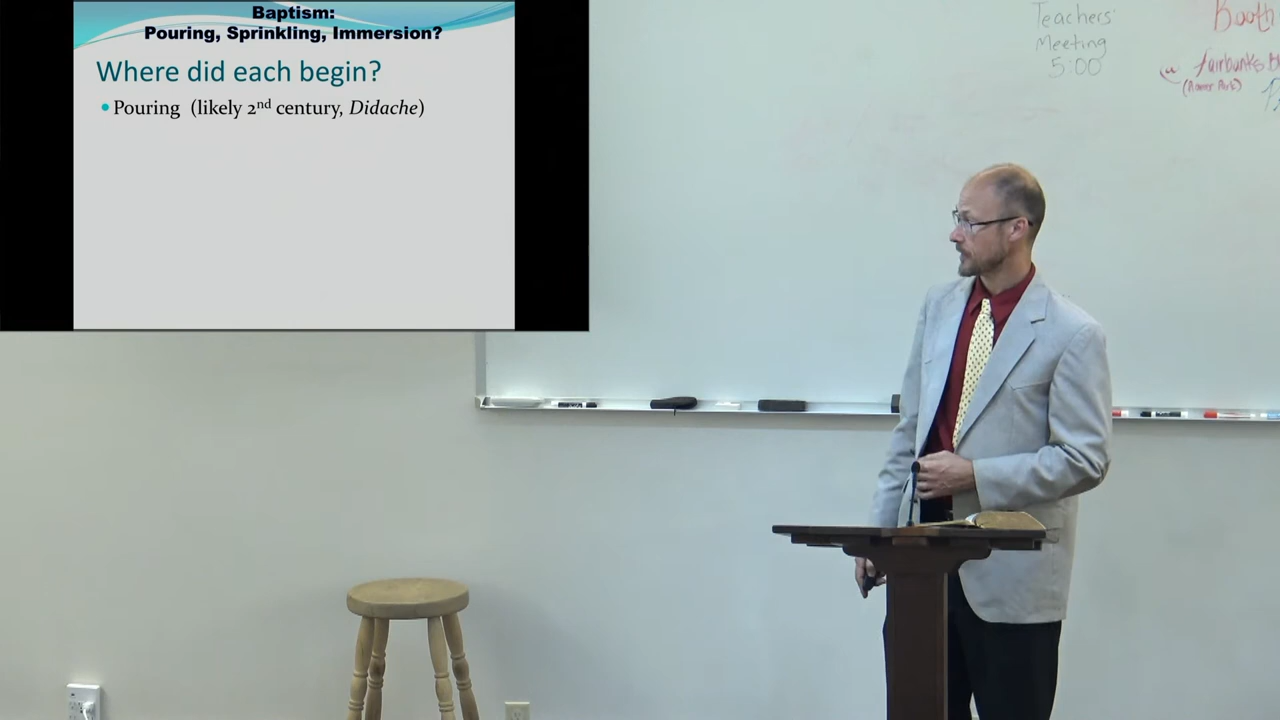 Baptism:
Pouring, Sprinkling, Immersion?
Where did each begin?
• Pouring (likely 2nd century, Didache)
Teachers'
Meeting
5:00
Booth
Fairbanks